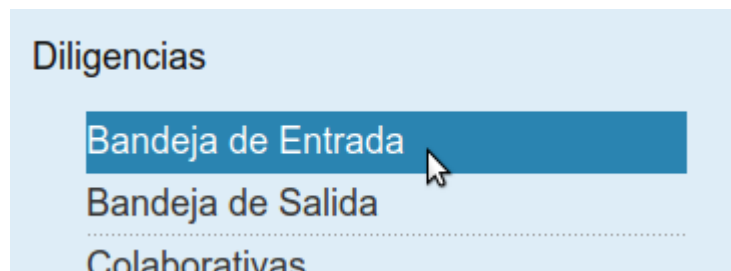 Diligencias
Bandeja de Entrada
Bandeja de Salida
Colaborativas